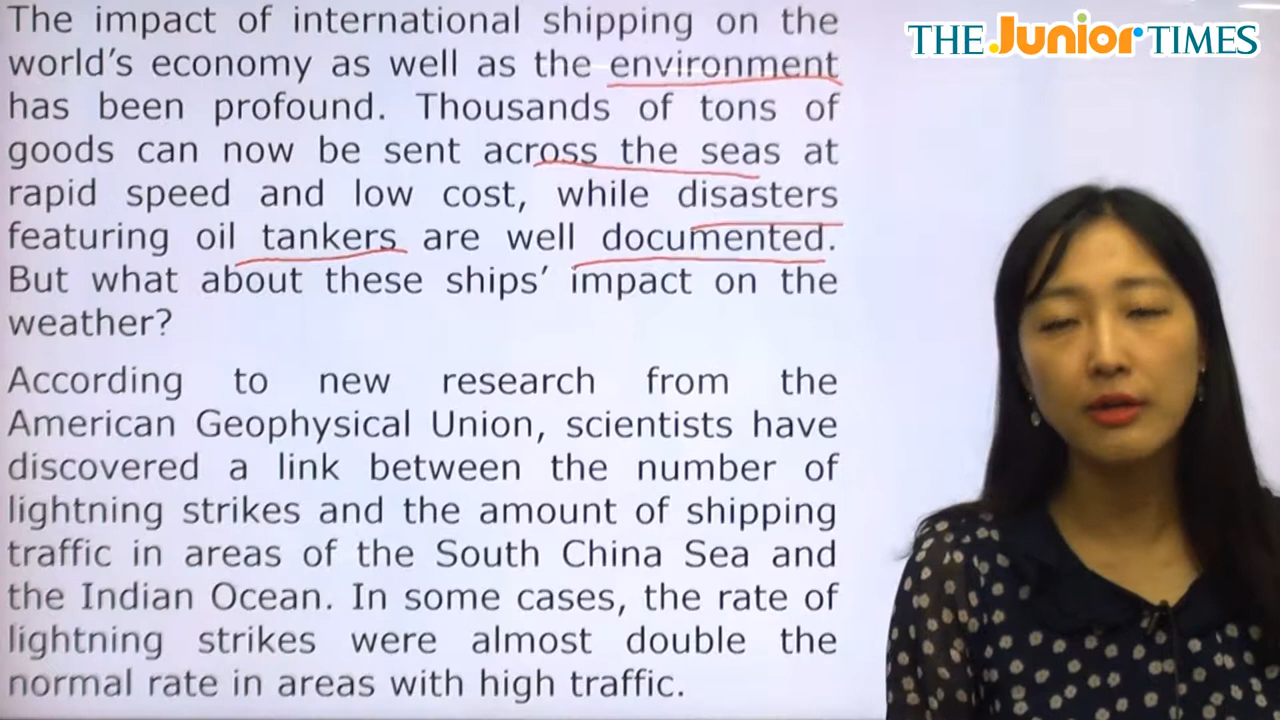 THE Junior TIMES
The impact of international shipping on the
world's economy as well as the environment
has been profound. Thousands of tons of
goods can now be sent across the seas at
rapid speed and low cost, while disasters
featuring oil tankers are well documented.
But what about these ships' impact on the
weather?
According to new research from the
American Geophysical Union, scientists have
discovered a link between the number of
lightning strikes and the amount of shipping
traffic in areas of the South China Sea and
the Indian Ocean. In some cases, the rate of
lightning strikes were almost double the
normal rate in areas with high traffic.